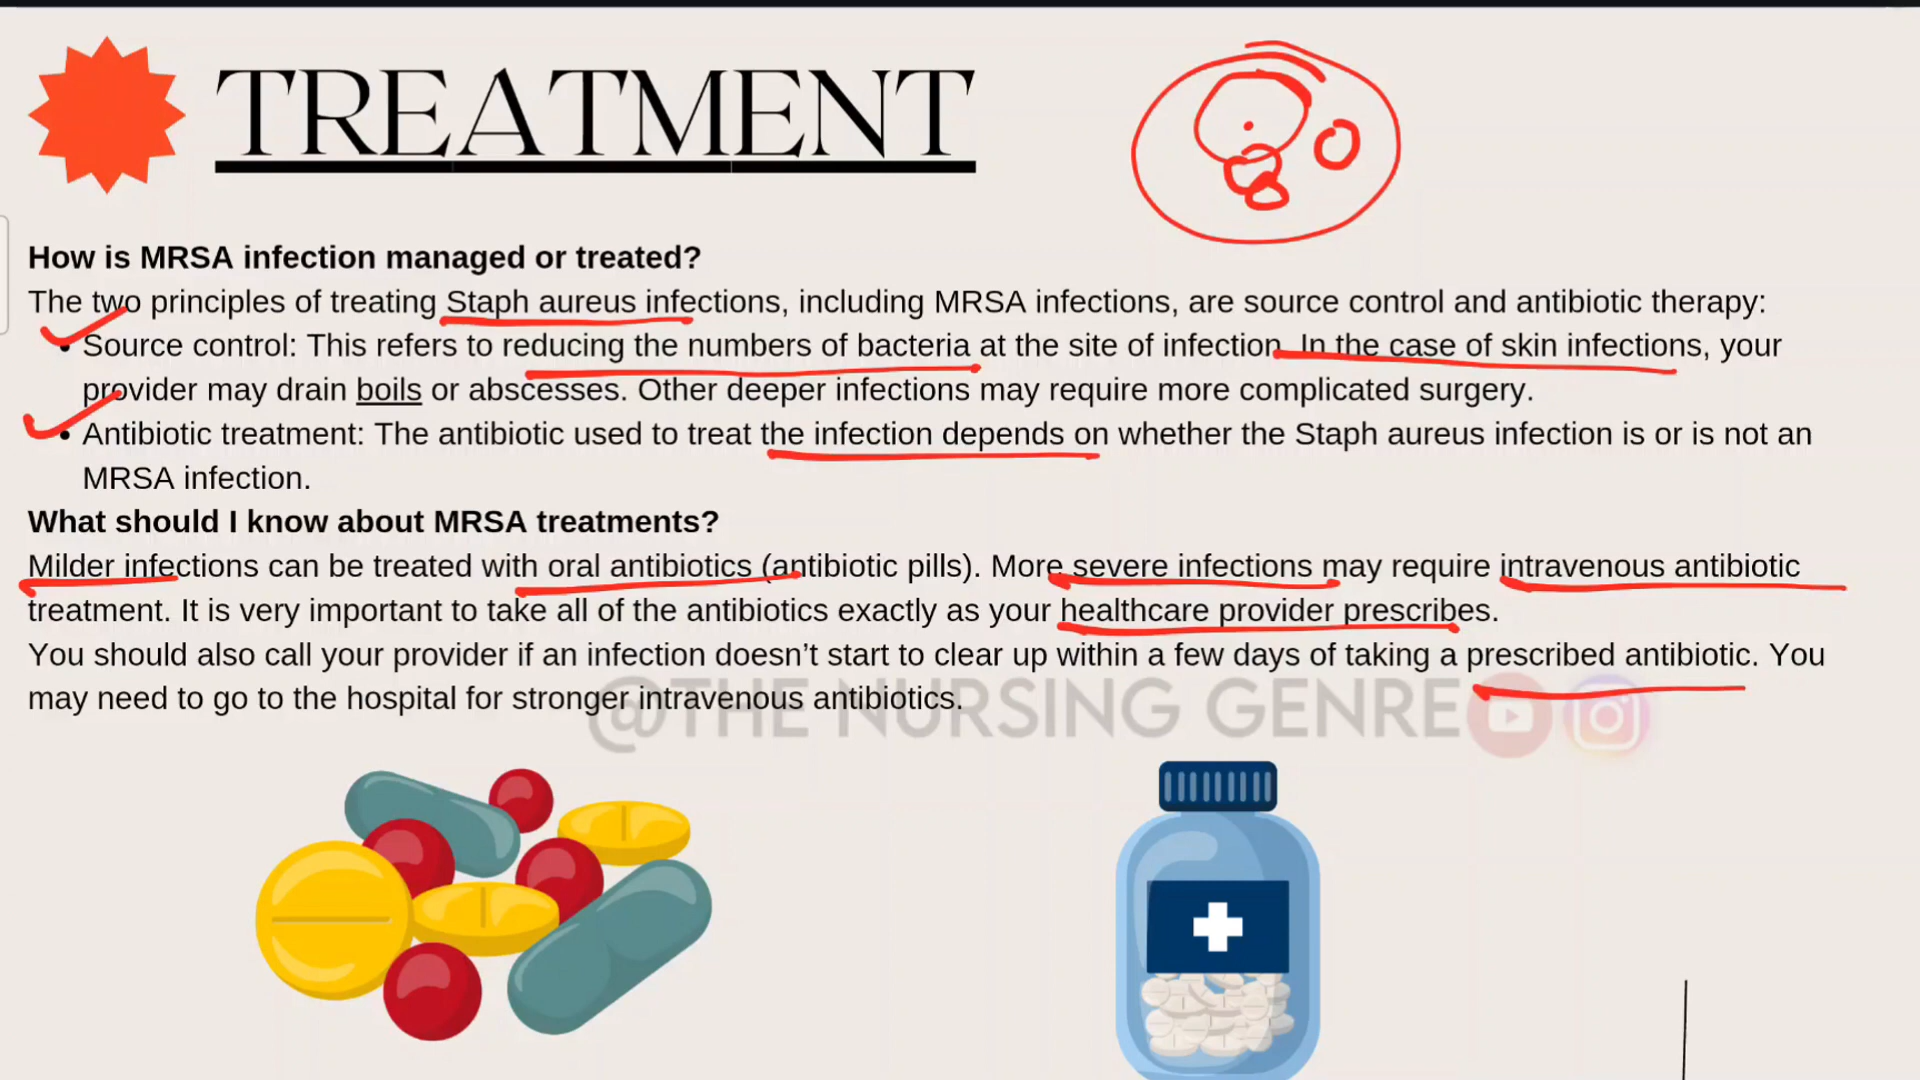 TREATMENT
How is MRSA infection managed or treated?
The two principles of treating Staph aureus infections, including MRSA infections, are source control and antibiotic therapy:
• Source control: This refers to reducing the numbers of bacteria at the site of infection. In the case of skin infections, your
provider may drain boils or abscesses. Other deeper infections may require more complicated surgery.
• Antibiotic treatment: The antibiotic used to treat the infection depends on whether the Staph aureus infection is or is not an
MRSA infection.
What should I know about MRSA treatments?
Milder infections can be treated with oral antibiotics (antibiotic pills). More severe infections may require intravenous antibiotic
treatment. It is very important to take all of the antibiotics exactly as your healthcare provider prescribes.
You should also call your provider if an infection doesn’t start to clear up within a few days of taking a prescribed antibiotic. You
may need to go to the hospital for stronger intravenous antibiotics.
@THE NURSING GENRE